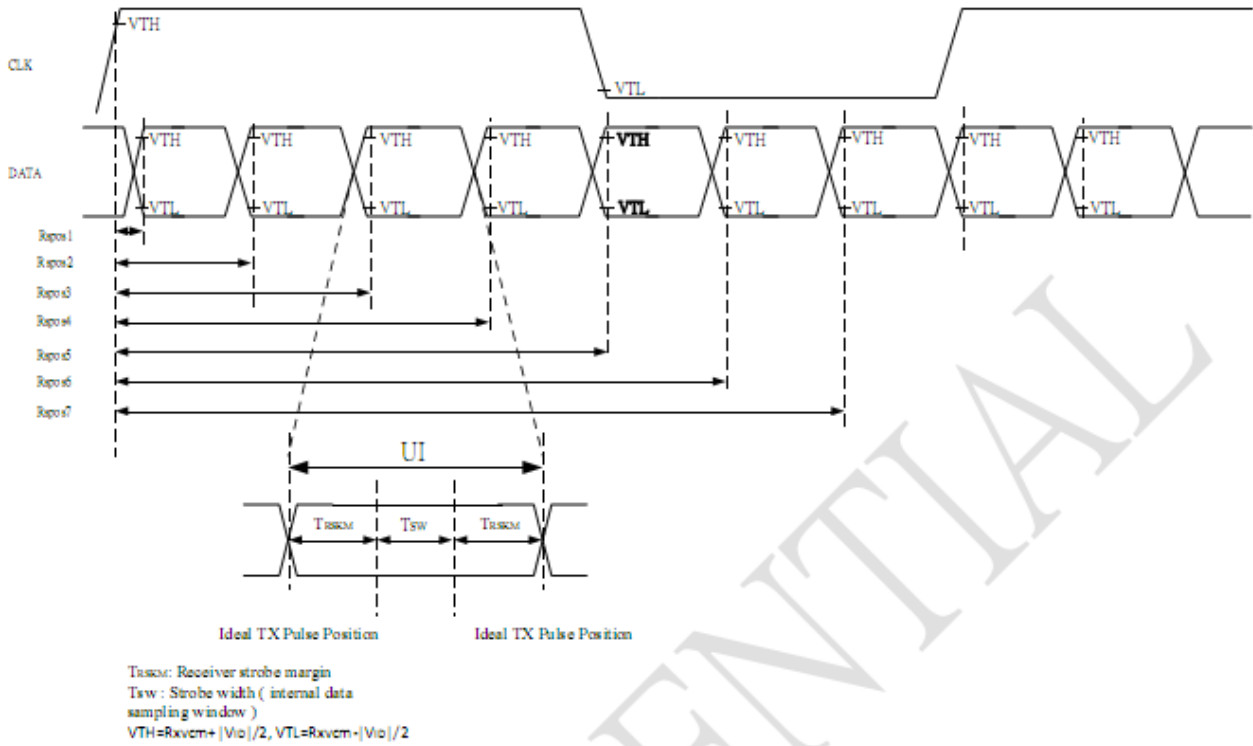 VTH
CLK
VTL
VTH VTH VTH VTH VTH VTH VTH VTH VTH
DATA
VTL VTL VTL VTL VTL VTL VTL VTL VTL
Rspos1
Rspos2
Rspos3
Rspos4
Rspos5
Rspos6
Rspos7
UI
TRSKM TSW TRSKM
Ideal TX Pulse Position Ideal TX Pulse Position
TRSKM: Receiver strobe margin
TSW : Strobe width ( internal data
sampling window )
VTH=Rxvcm+|VID|/2, VTL=Rxvcm-|VID|/2
ENTIAL